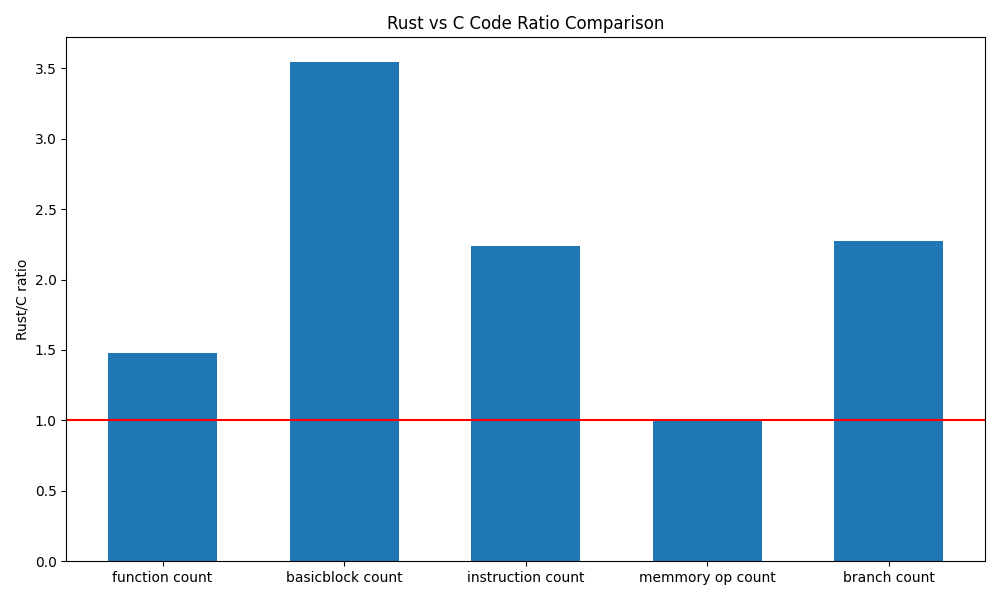 Rust vs C Code Ratio Comparison
Rust/C ratio
3.5
3.0
2.5
2.0
1.5
1.0
0.5
0.0
function count basicblock count instruction count memmory op count branch count